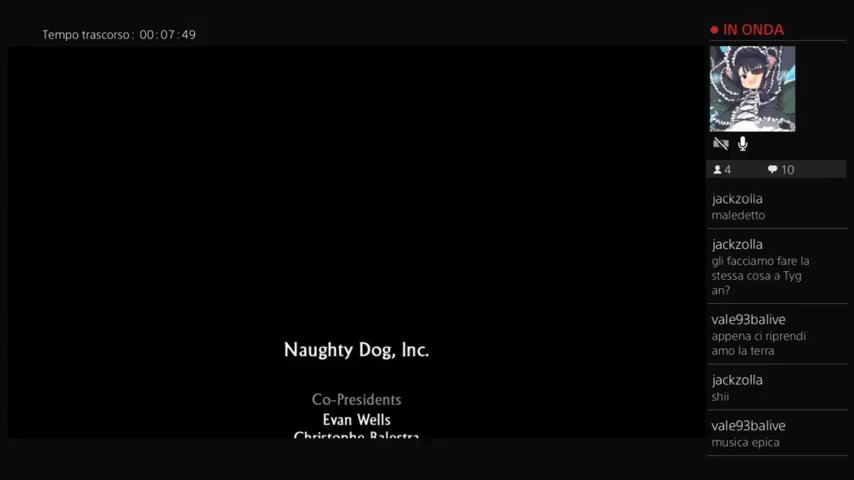 Tempo trascorso: 00:07:49
IN ONDA
4 10
jackzolla
maledetto
jackzolla
gli facciamo fare la
stessa cosa a Tyg
an?
vale93balive
appena ci riprendi
amo la terra
jackzolla
shii
vale93balive
musica epica
Naughty Dog, Inc.
Co-Presidents
Evan Wells
Christophe Balestra